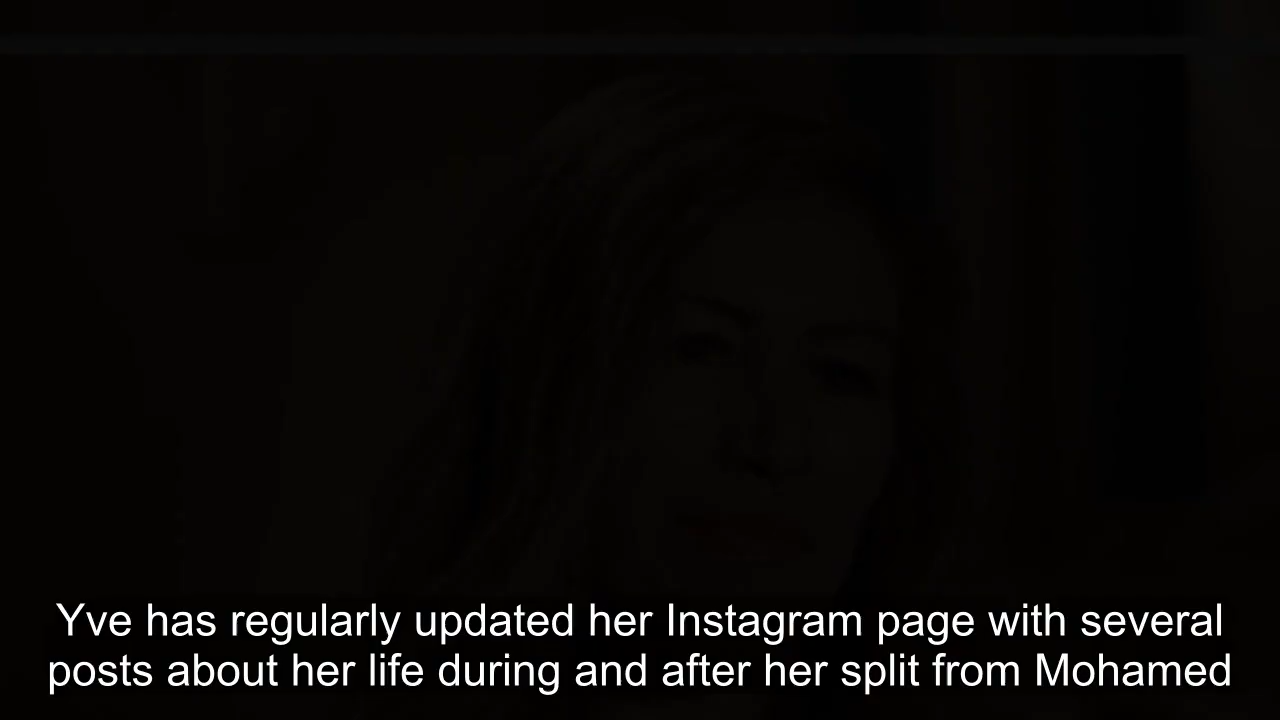 Yve has regularly updated her Instagram page with several
posts about her life during and after her split from Mohamed